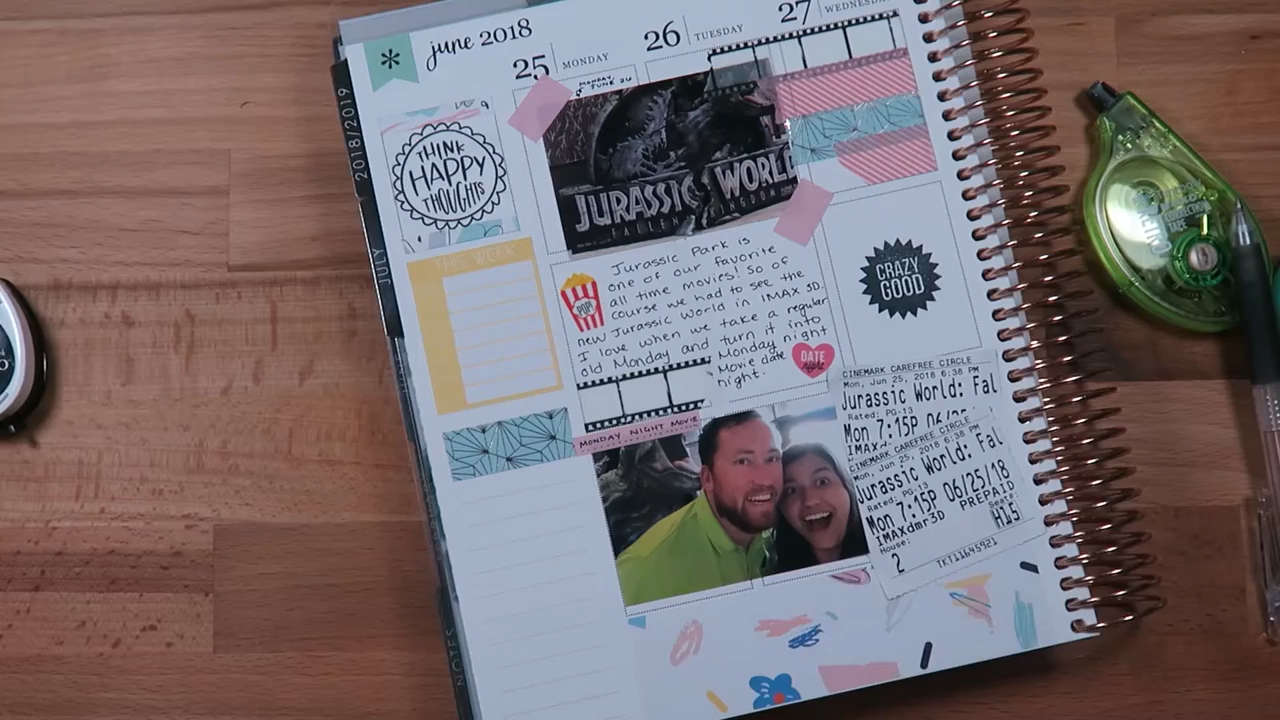 june 2018
25 MONDAY
26 TUESDAY
27 WEDNESDA
2018/2019
JULY
NOTES
THINK
HAPPY
THOUGHTS
THIS WEEK
MONDAY
JURASSIC WORLD
FALLEN KINGDOM
Jurassic Park is
one of our favorite
all time movies! So of
course we had to see the
new Jurassic World in IMAX 3D.
I love when we take a regular
old Monday and turn it into
Monday night
Movie date
night.
POP!
DATE
night
CRAZY
GOOD
MONDAY NIGHT MOVIE
CINEMARK CAREFREE CIRCLE
Mon, Jun 25, 2018 6:38 PM
Jurassic World: Fal
Rated: PG-13
Mon 7:15P
CINEMARK CAREFREE CIRCLE
Mon, Jun 25, 2018 6:38 PM
Jurassic World: Fal
Rated: PG-13
Mon 7:15P 06/25/18
IMAXdmr3D PREPAID
House: Seats:
2 H15
TKT11645921